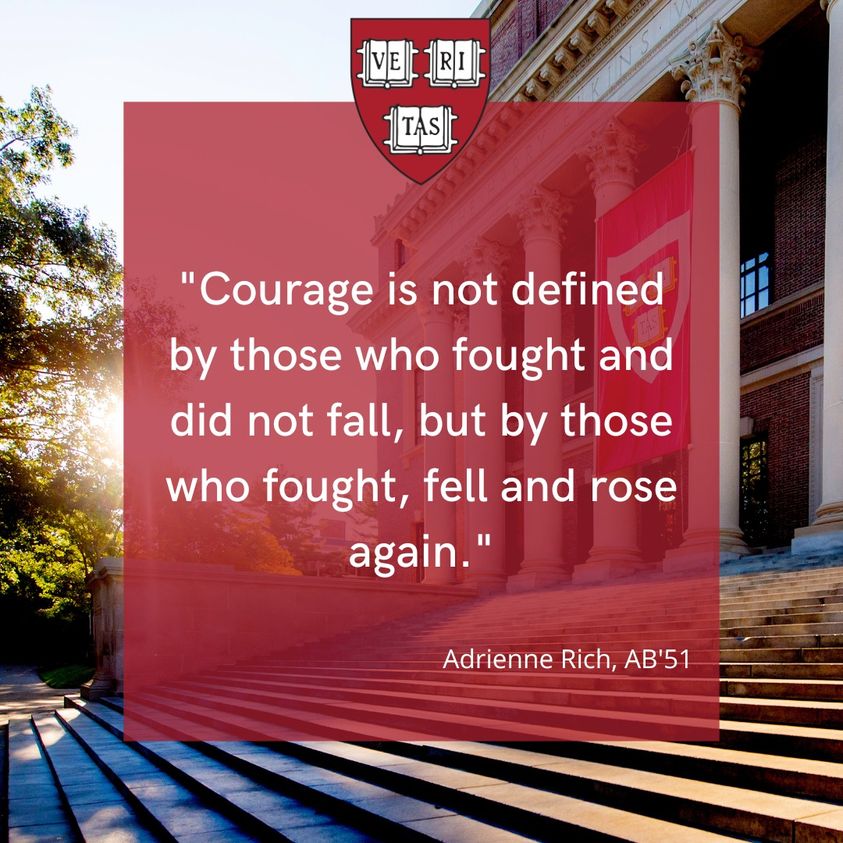 VE RI
TAS
"Courage is not defined
by those who fought and
did not fall, but by those
who fought, fell and rose
again."
TAS
Adrienne Rich, AB'51